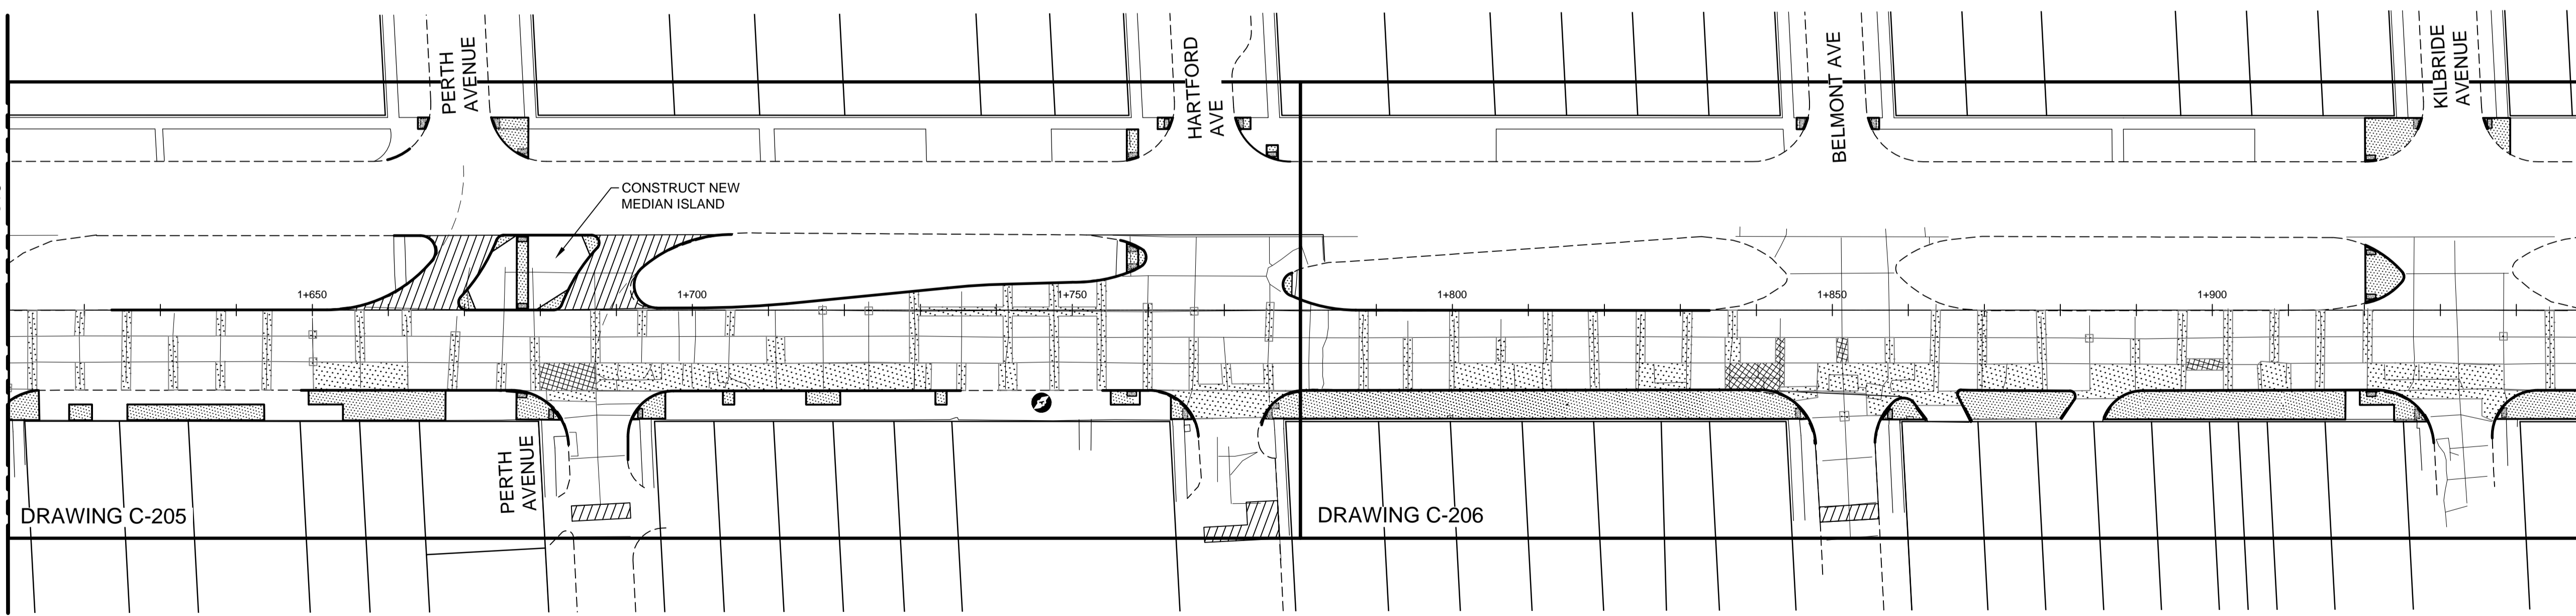 PERTH
AVENUE
HARTFORD
AVE
BELMONT AVE
KILBRIDE
AVENUE
CONSTRUCT NEW
MEDIAN ISLAND
1+650
1+700
1+750
1+800
1+850
1+900
PERTH
AVENUE
DRAWING C-205
DRAWING C-206